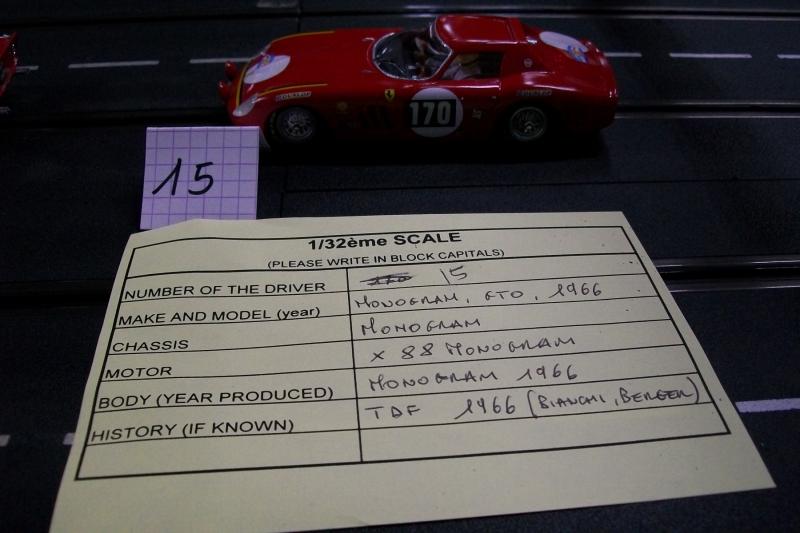 170
15
1/32ème SCALE
(PLEASE WRITE IN BLOCK CAPITALS)
NUMBER OF THE DRIVER 15
MAKE AND MODEL (year) MONOGRAM, GTO, 1966
CHASSIS MONOGRAM
MOTOR X 88 MONOGRAM
BODY (YEAR PRODUCED) MONOGRAM 1966
HISTORY (IF KNOWN) TDF 1966 (BIANCHI, BERGER)